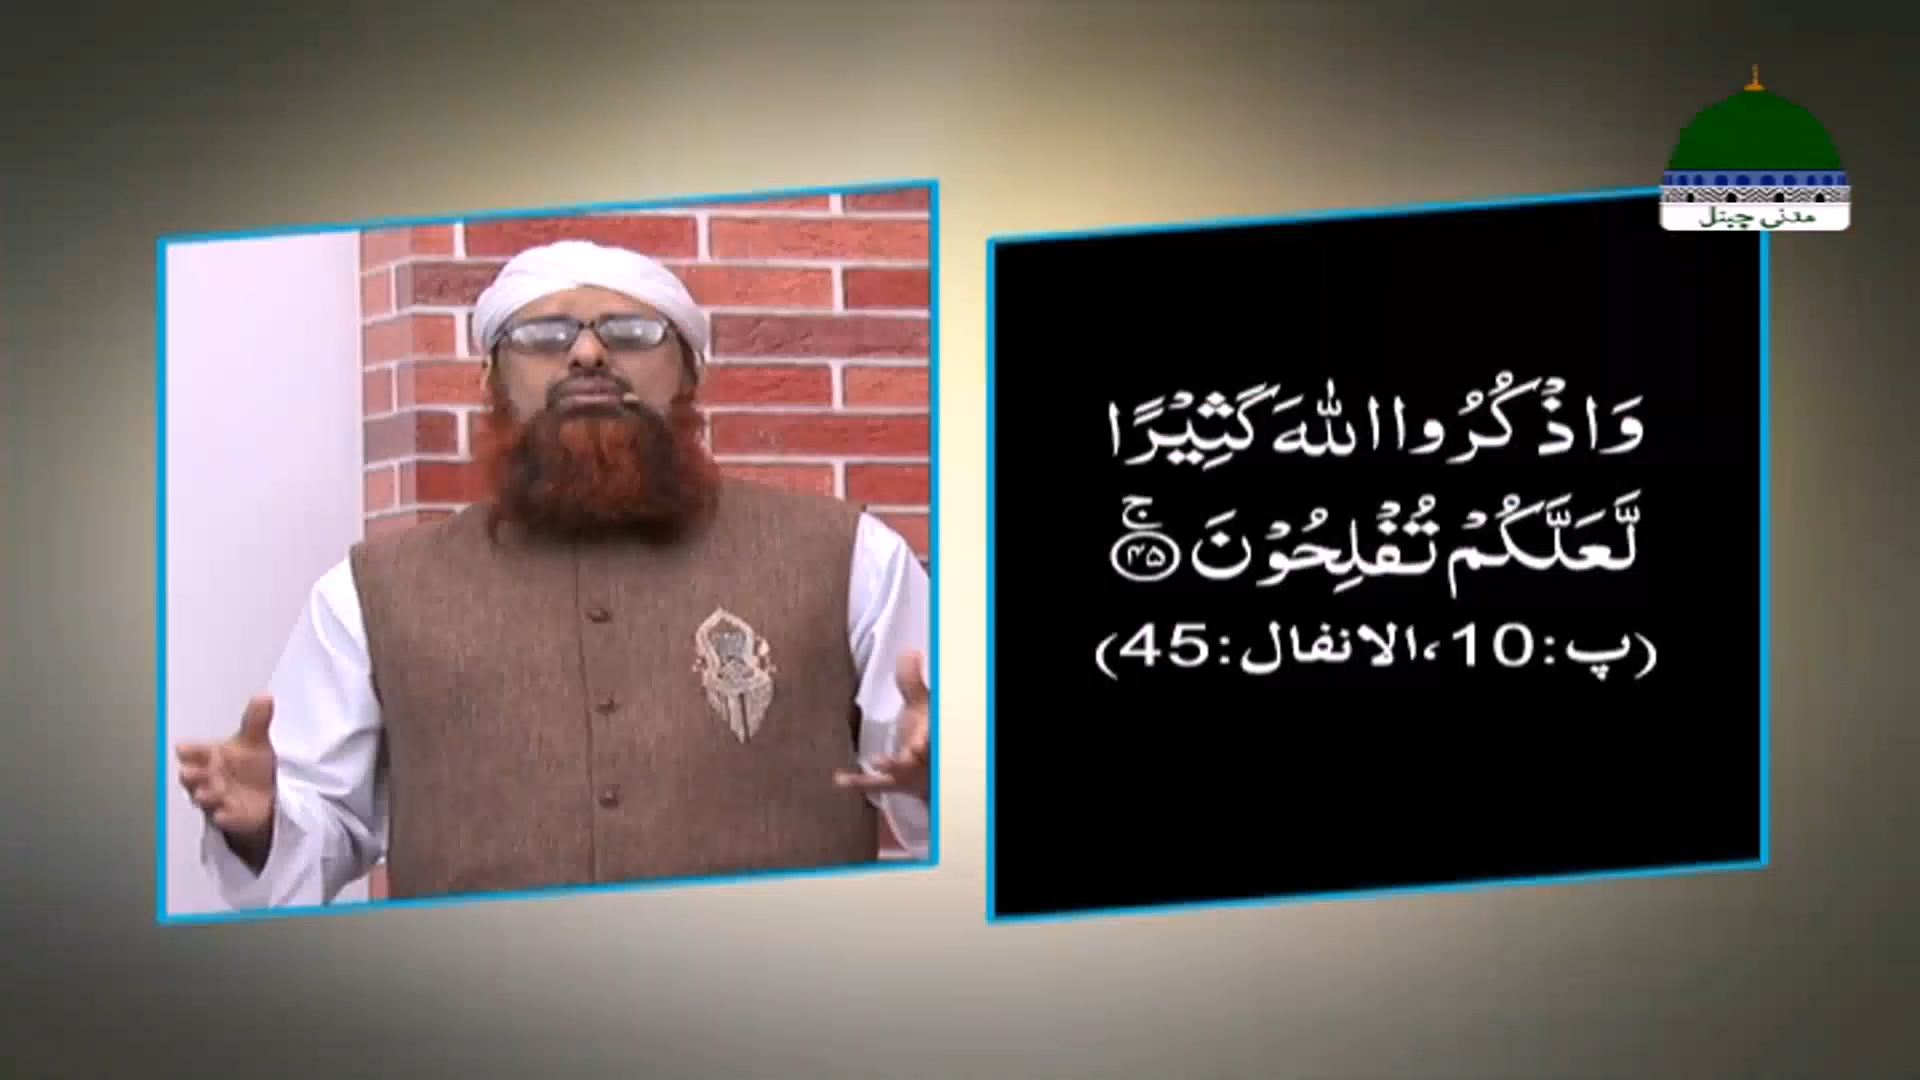 مدنی چینل
وَاذْكُرُوا اللّٰهَ كَثِيْرًا
لَّعَلَّكُمْ تُفْلِحُوْنَ ۚ﴿۴۵﴾
(پ:10،الانفال:45)